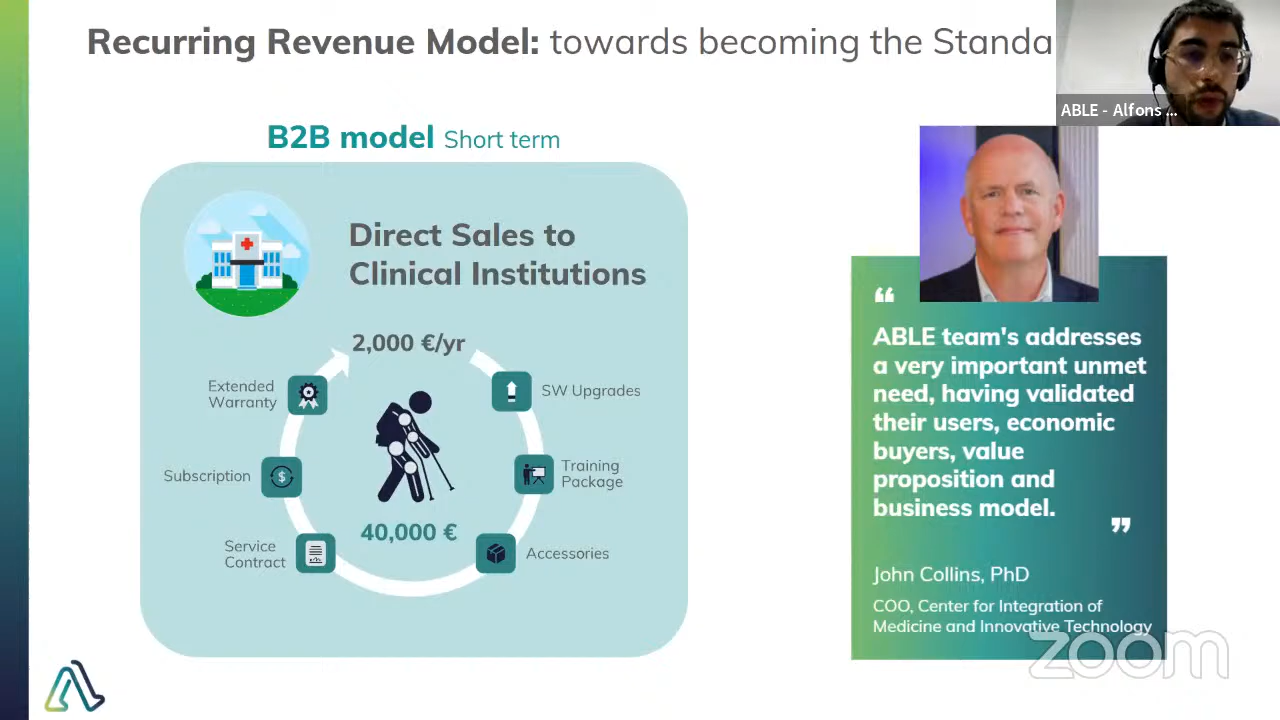 Recurring Revenue Model: towards becoming the Standa
ABLE - Alfons ...
B2B model Short term
Direct Sales to
Clinical Institutions
2,000 €/yr
Extended
Warranty
SW Upgrades
Subscription
Training
Package
40,000 €
Service
Contract
Accessories
“
ABLE team's addresses
a very important unmet
need, having validated
their users, economic
buyers, value
proposition and
business model.
”
John Collins, PhD
COO, Center for Integration of
Medicine and Innovative Technology
zoom